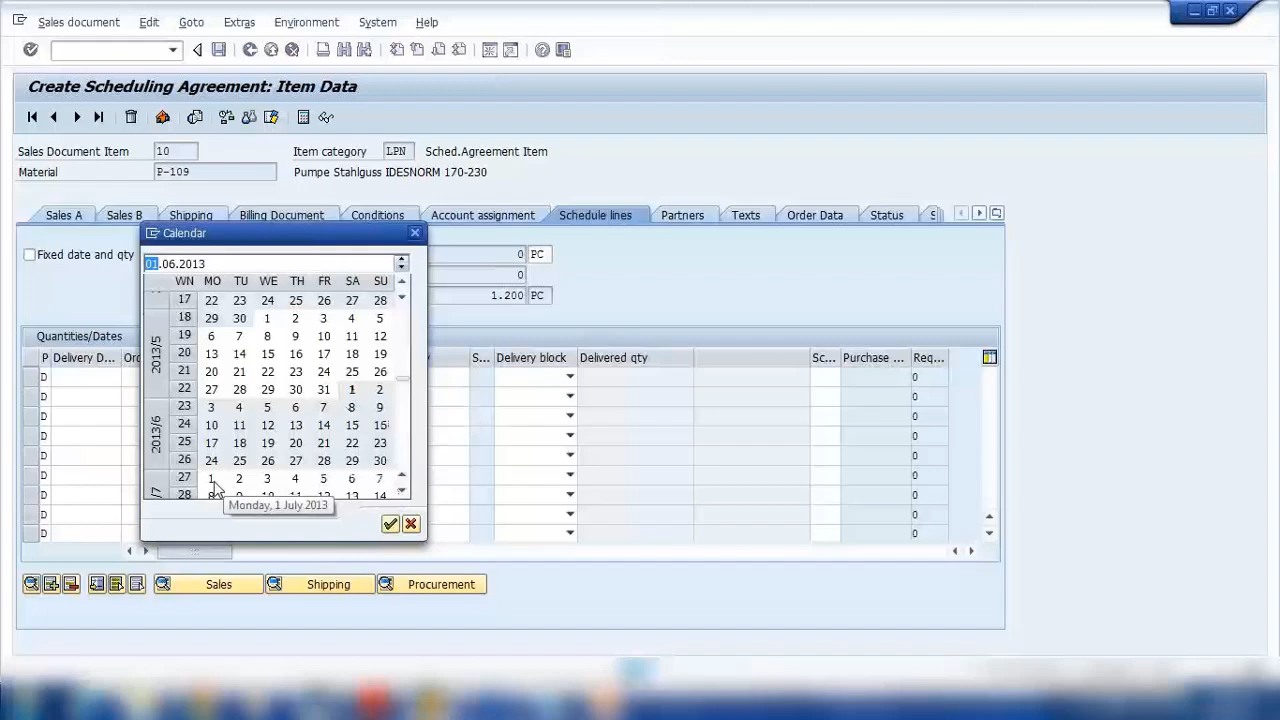 Sales document Edit Goto Extras Environment System Help
Create Scheduling Agreement: Item Data
Sales Document Item 10 Item category LPN Sched.Agreement Item
Material P-109 Pumpe Stahlguss IDESNORM 170-230
Sales A Sales B Shipping Billing Document Conditions Account assignment Schedule lines Partners Texts Order Data Status S
Calendar
Fixed date and qty 0 PC
01.06.2013
0
1.200 PC
WN MO TU WE TH FR SA SU
17 22 23 24 25 26 27 28
18 29 30 1 2 3 4 5
19 6 7 8 9 10 11 12
2013/5
20 13 14 15 16 17 18 19
21 20 21 22 23 24 25 26
22 27 28 29 30 31 1 2
23 3 4 5 6 7 8 9
2013/6
24 10 11 12 13 14 15 16
25 17 18 19 20 21 22 23
26 24 25 26 27 28 29 30
27 1 2 3 4 5 6 7
/7
28 8 9 10 11 12 13 14
Monday, 1 July 2013
Quantities/Dates
P Delivery D... Or S... Delivery block Delivered qty Sc... Purchase ... Req...
D 0
D 0
D 0
D 0
D 0
D 0
D 0
D 0
D 0
Sales Shipping Procurement